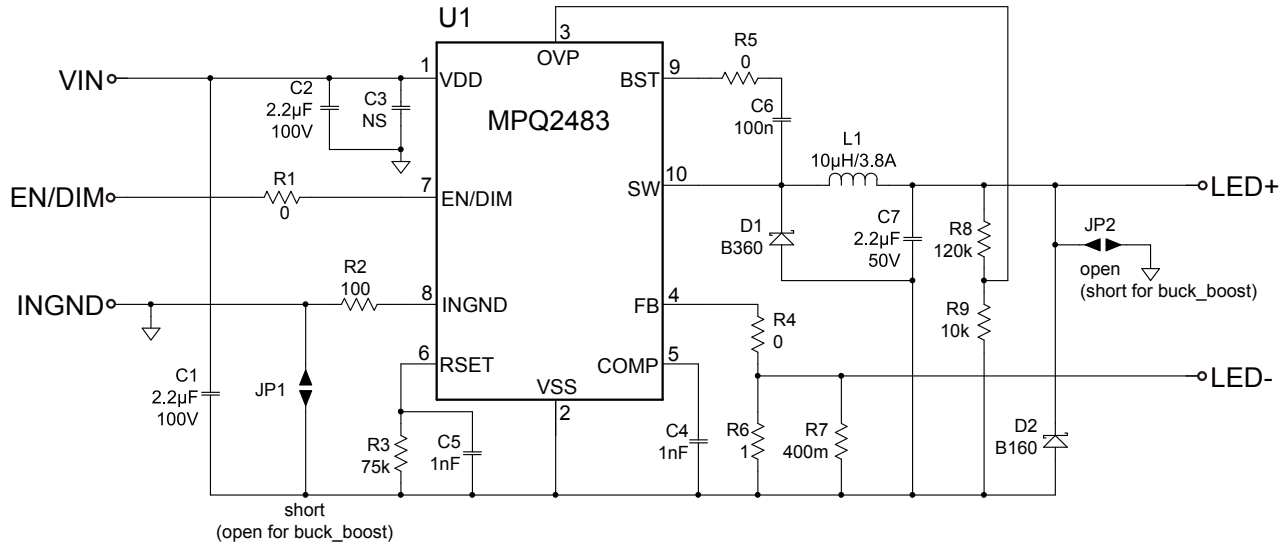 U1
3
OVP
VIN
1
VDD
C2
2.2µF
100V
C3
NS
MPQ2483
BST
9
R5
0
C6
100n
L1
10µH/3.8A
EN/DIM
R1
0
7
EN/DIM
SW
10
LED+
D1
B360
C7
2.2µF
50V
R8
120k
JP2
open
(short for buck_boost)
INGND
R2
100
8
INGND
FB
4
R4
0
R9
10k
6
RSET
COMP
5
VSS
2
C1
2.2µF
100V
JP1
LED-
R3
75k
C5
1nF
C4
1nF
R6
1
R7
400m
D2
B160
short
(open for buck_boost)